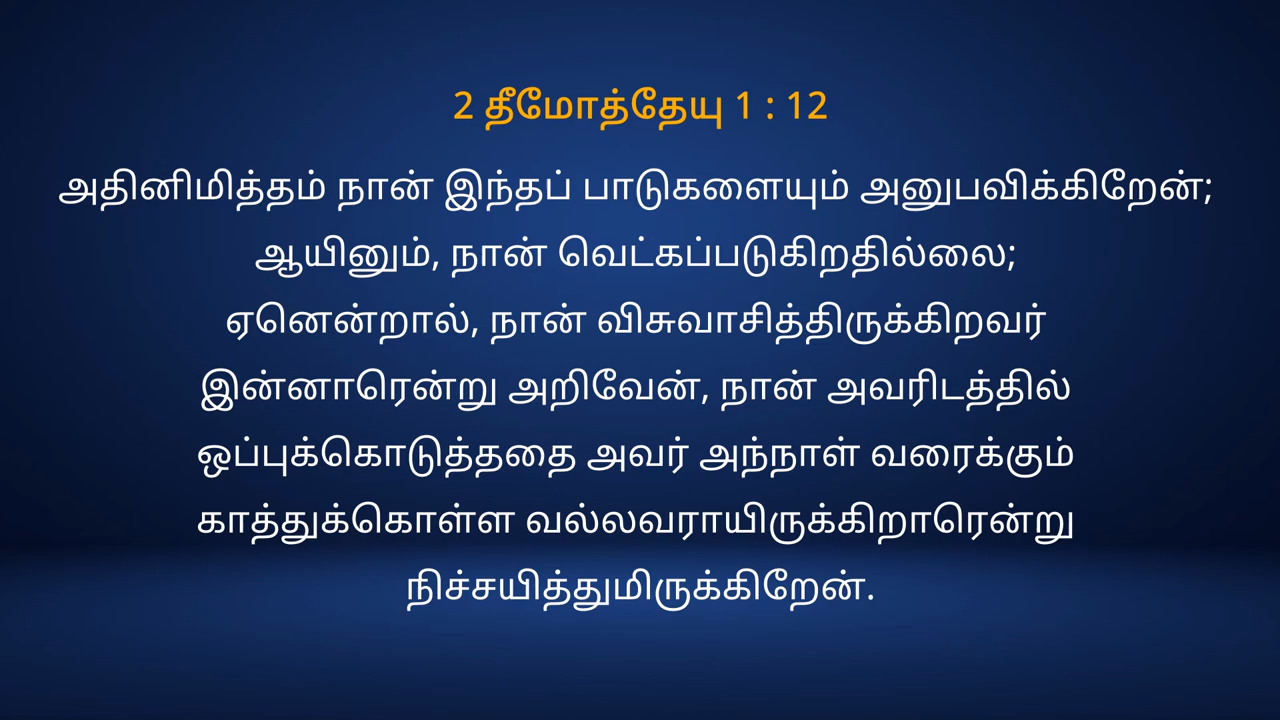 2 தீமோத்தேயு 1 : 12
அதினிமித்தம் நான் இந்தப் பாடுகளையும் அனுபவிக்கிறேன்;
ஆயினும், நான் வெட்கப்படுகிறதில்லை;
ஏனென்றால், நான் விசுவாசித்திருக்கிறவர்
இன்னாரென்று அறிவேன், நான் அவரிடத்தில்
ஒப்புக்கொடுத்ததை அவர் அந்நாள் வரைக்கும்
காத்துக்கொள்ள வல்லவராயிருக்கிறாரென்று
நிச்சயித்துமிருக்கிறேன்.